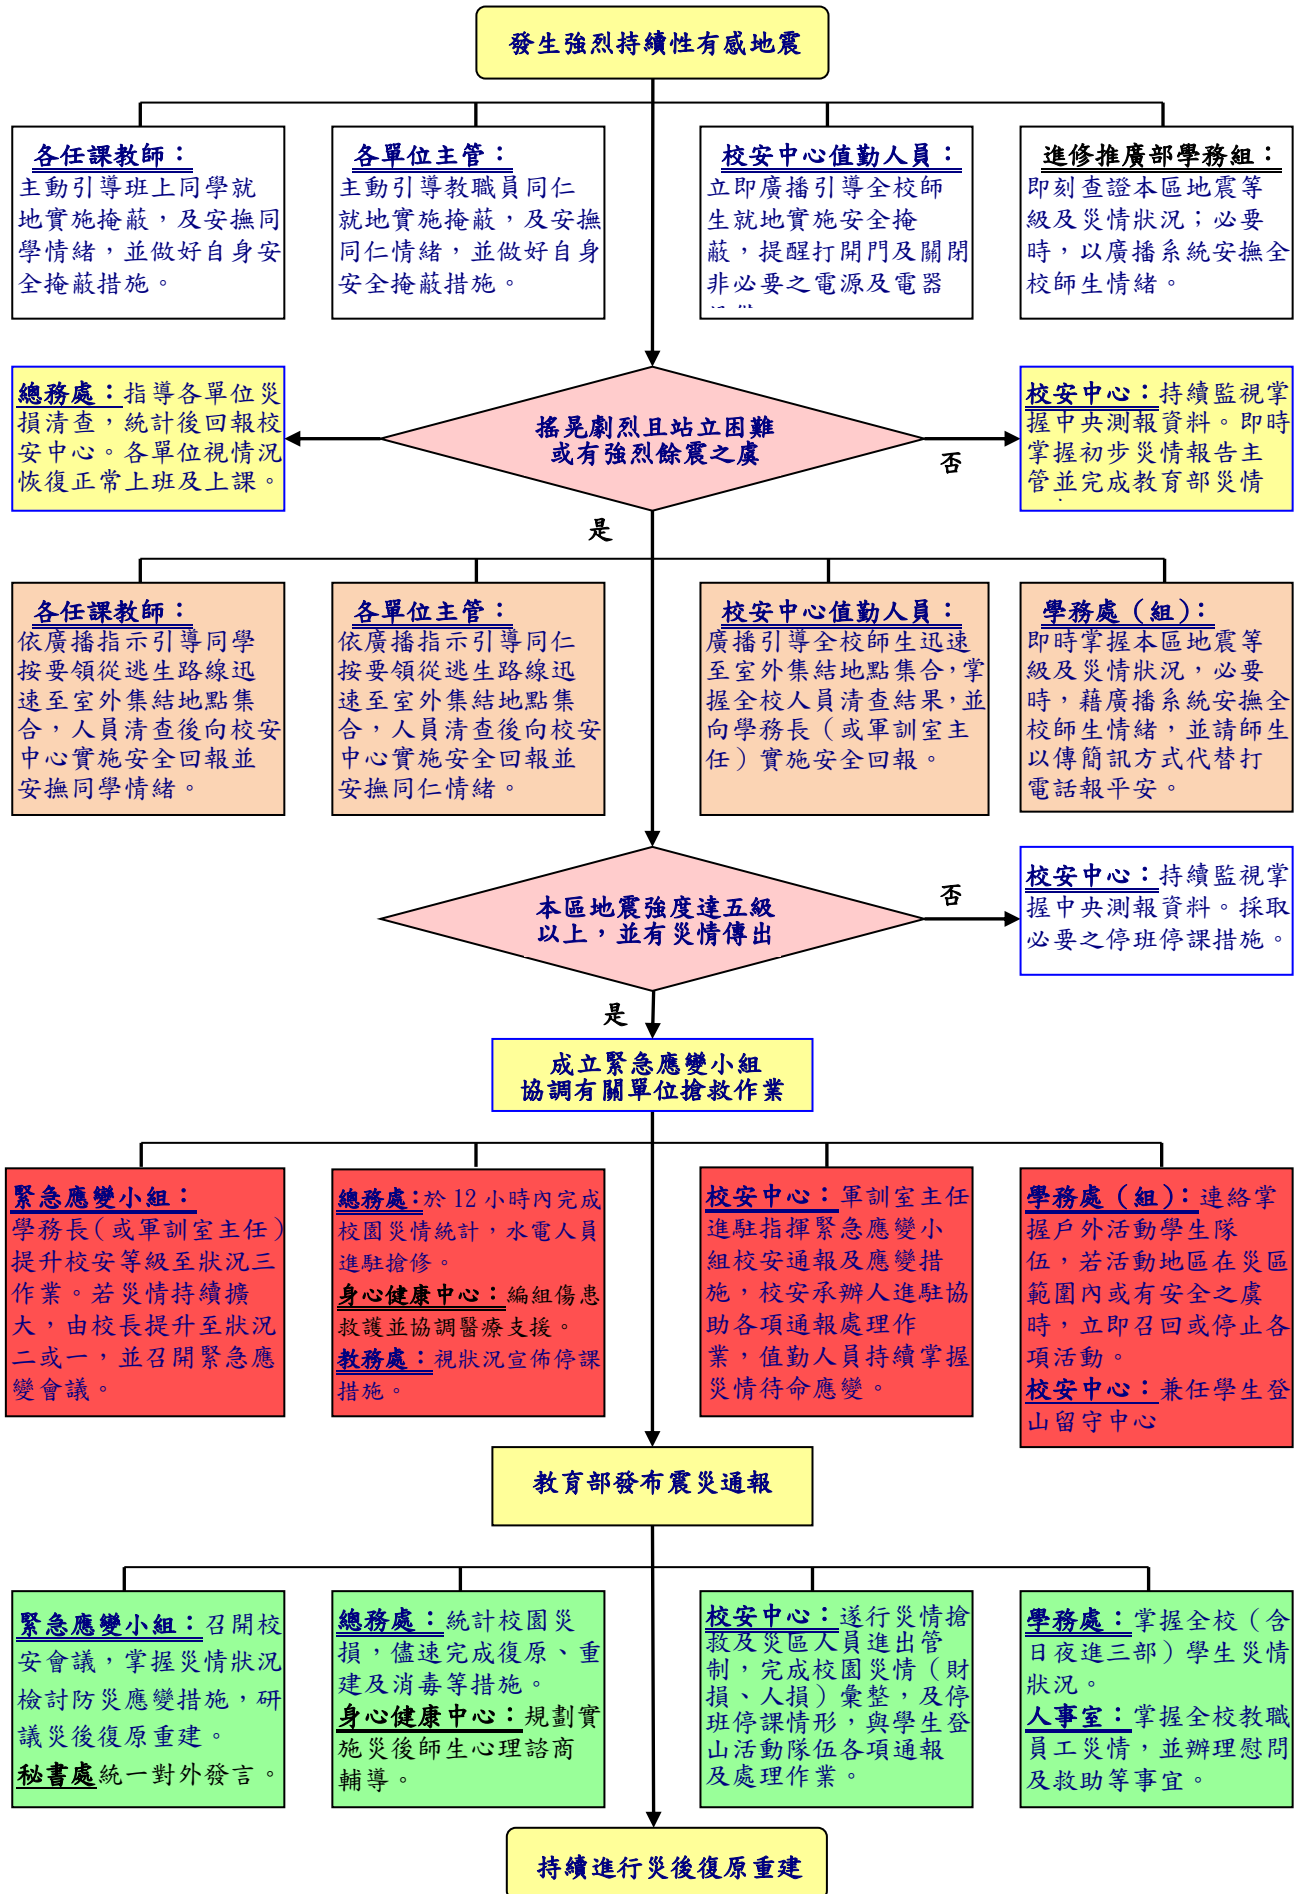 發生強烈持續性有感地震
各任課教師：
主動引導班上同學就
地實施掩蔽，及安撫同
學情緒，並做好自身安
全掩蔽措施。
各單位主管：
主動引導教職員同仁
就地實施掩蔽，及安撫
同仁情緒，並做好自身
安全掩蔽措施。
校安中心值勤人員：
立即廣播引導全校師
生就地實施安全掩
蔽，提醒打開門及關閉
非必要之電源及電器
進修推廣部學務組：
即刻查證本區地震等
級及災情狀況；必要
時，以廣播系統安撫全
校師生情緒。
總務處：指導各單位災
損清查，統計後回報校
安中心。各單位視情況
恢復正常上班及上課。
搖晃劇烈且站立困難
或有強烈餘震之虞
否
校安中心：持續監視掌
握中央測報資料。即時
掌握初步災情報告主
管並完成教育部災情
是
各任課教師：
依廣播指示引導同學
按要領從逃生路線迅
速至室外集結地點集
合，人員清查後向校安
中心實施安全回報並
安撫同學情緒。
各單位主管：
依廣播指示引導同仁
按要領從逃生路線迅
速至室外集結地點集
合，人員清查後向校安
中心實施安全回報並
安撫同仁情緒。
校安中心值勤人員：
廣播引導全校師生迅速
至室外集結地點集合，掌
握全校人員清查結果，並
向學務長（或軍訓室主
任）實施安全回報。
學務處（組）：
即時掌握本區地震等
級及災情狀況，必要
時，藉廣播系統安撫全
校師生情緒，並請師生
以傳簡訊方式代替打
電話報平安。
本區地震強度達五級
以上，並有災情傳出
否
校安中心：持續監視掌
握中央測報資料。採取
必要之停班停課措施。
是
成立緊急應變小組
協調有關單位搶救作業
緊急應變小組：
學務長（或軍訓室主任）
提升校安等級至狀況三
作業。若災情持續擴
大，由校長提升至狀況
二或一，並召開緊急應
變會議。
總務處：於 12 小時內完成
校園災情統計，水電人員
進駐搶修。
身心健康中心：編組傷患
救護並協調醫療支援。
教務處：視狀況宣佈停課
措施。
校安中心：軍訓室主任
進駐指揮緊急應變小
組校安通報及應變措
施，校安承辦人進駐協
助各項通報處理作
業，值勤人員持續掌握
災情待命應變。
學務處（組）：連絡掌
握戶外活動學生隊
伍，若活動地區在災區
範圍內或有安全之虞
時，立即召回或停止各
項活動。
校安中心：兼任學生登
山留守中心
教育部發布震災通報
緊急應變小組：召開校
安會議，掌握災情狀況
檢討防災應變措施，研
議災後復原重建。
秘書處統一對外發言。
總務處：統計校園災
損，儘速完成復原、重
建及消毒等措施。
身心健康中心：規劃實
施災後師生心理諮商
輔導。
校安中心：遂行災情搶
救及災區人員進出管
制，完成校園災情（財
損、人損）彙整，及停
班停課情形，與學生登
山活動隊伍各項通報
及處理作業。
學務處：掌握全校（含
日夜進三部）學生災情
狀況。
人事室：掌握全校教職
員工災情，並辦理慰問
及救助等事宜。
持續進行災後復原重建